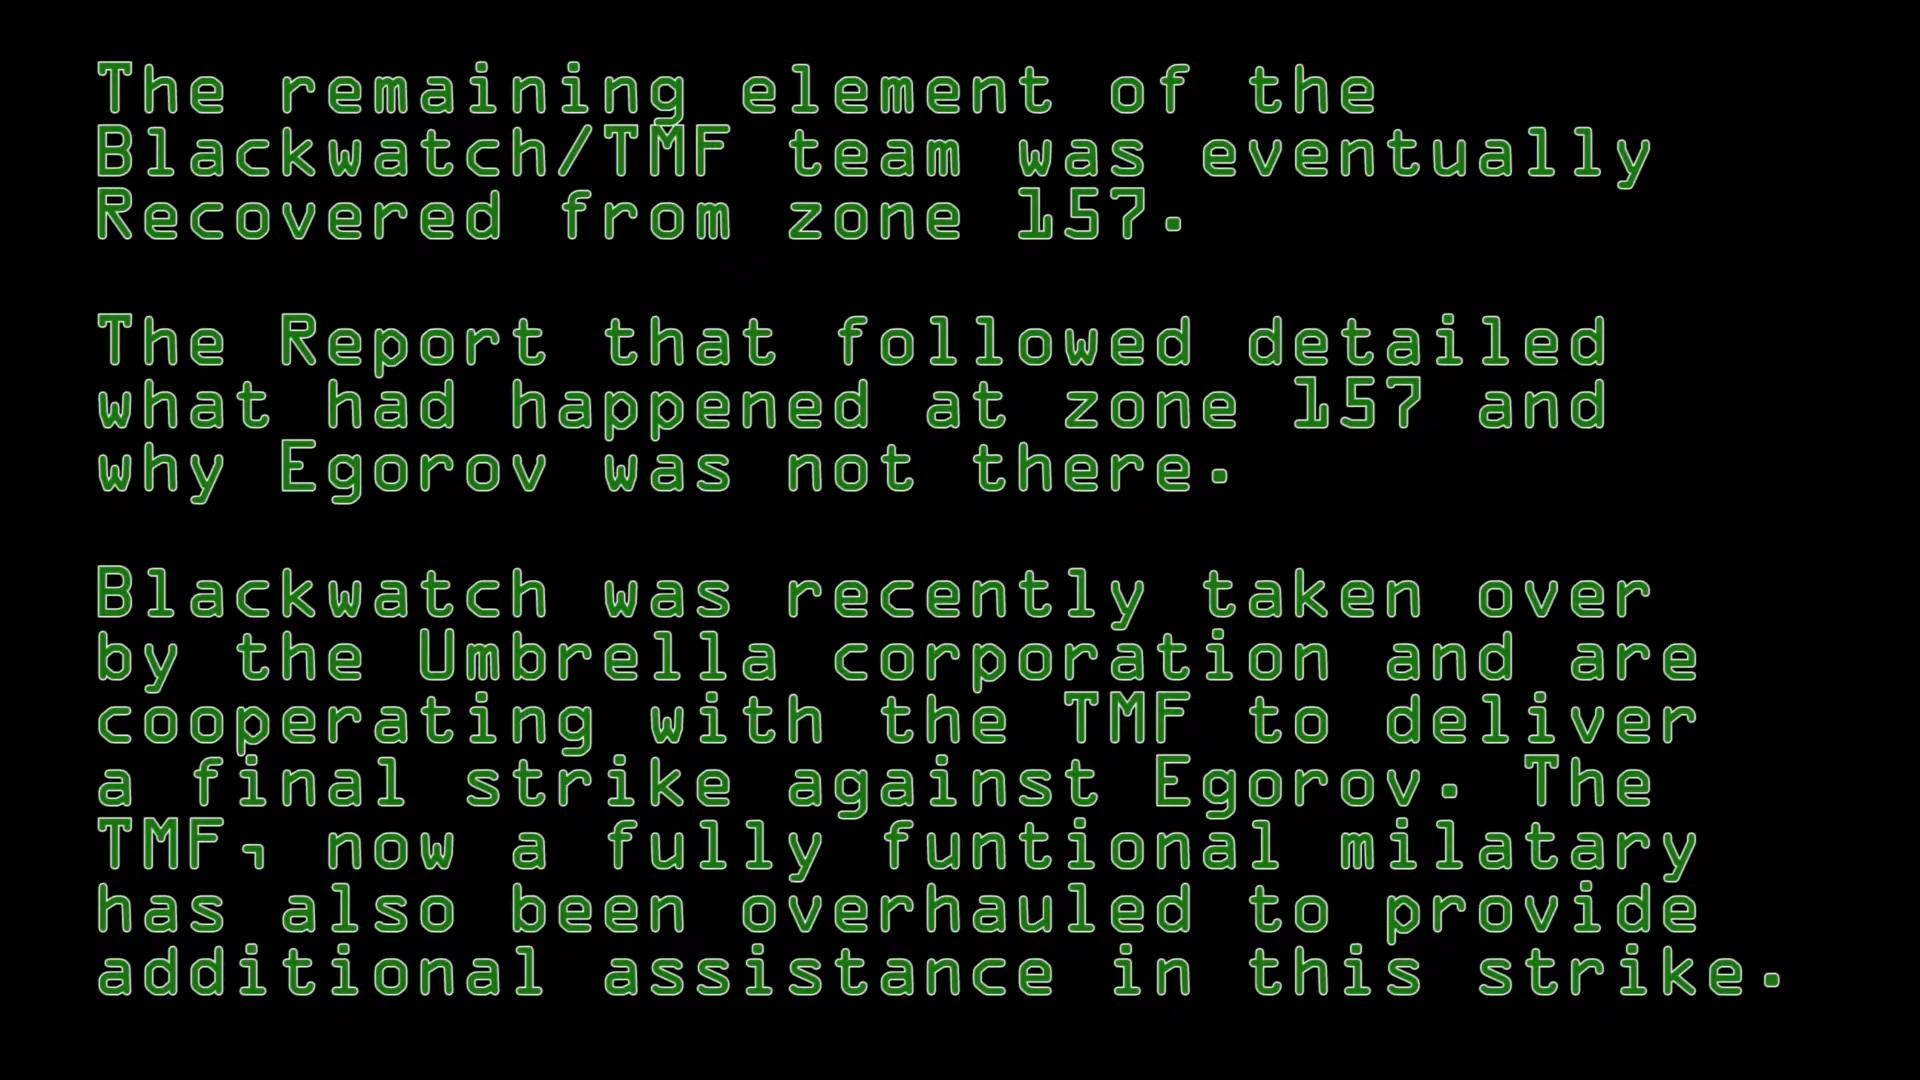 The remaining element of the
Blackwatch/TMF team was eventually
Recovered from zone 157.
The Report that followed detailed
what had happened at zone 157 and
why Egorov was not there.
Blackwatch was recently taken over
by the Umbrella corporation and are
cooperating with the TMF to deliver
a final strike against Egorov. The
TMF, now a fully funtional milatary
has also been overhauled to provide
additional assistance in this strike.